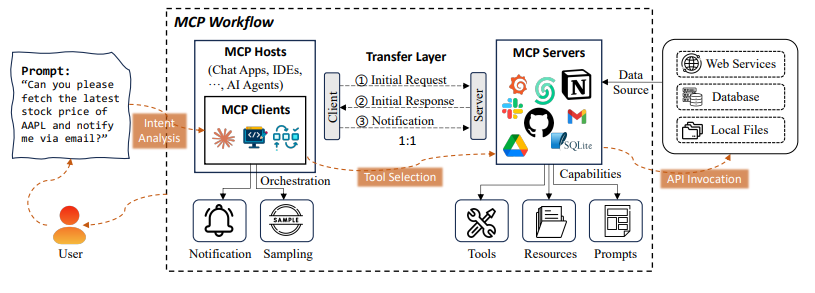 MCP Workflow
Prompt:
“Can you please
fetch the latest
stock price of
AAPL and notify
me via email?”
Intent
Analysis
User
MCP Hosts
(Chat Apps, IDEs,
···, AI Agents)
MCP Clients
Orchestration
Notification
SAMPLE
Sampling
Transfer Layer
Client
① Initial Request
② Initial Response
③ Notification
1:1
Server
Tool Selection
MCP Servers
N
SQLite
Capabilities
Tools
Resources
Prompts
Data
Source
Web Services
Database
Local Files
API Invocation